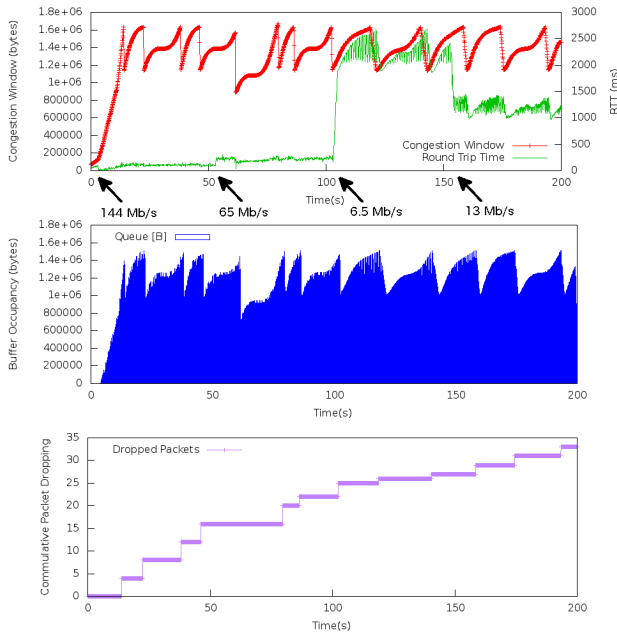 1.8e+06
1.6e+06
1.4e+06
1.2e+06
1e+06
800000
600000
400000
200000
0
Congestion Window (bytes)
3000
2500
2000
1500
1000
500
0
RTT (ms)
Congestion Window
Round Trip Time
0 50 100 150 200
Time(s)
144 Mb/s 65 Mb/s 6.5 Mb/s 13 Mb/s
1.8e+06
1.6e+06
1.4e+06
1.2e+06
1e+06
800000
600000
400000
200000
0
Buffer Occupancy (bytes)
Queue [B]
0 50 100 150 200
Time(s)
35
30
25
20
15
10
5
0
Commulative Packet Dropping
Dropped Packets
0 50 100 150 200
Time(s)